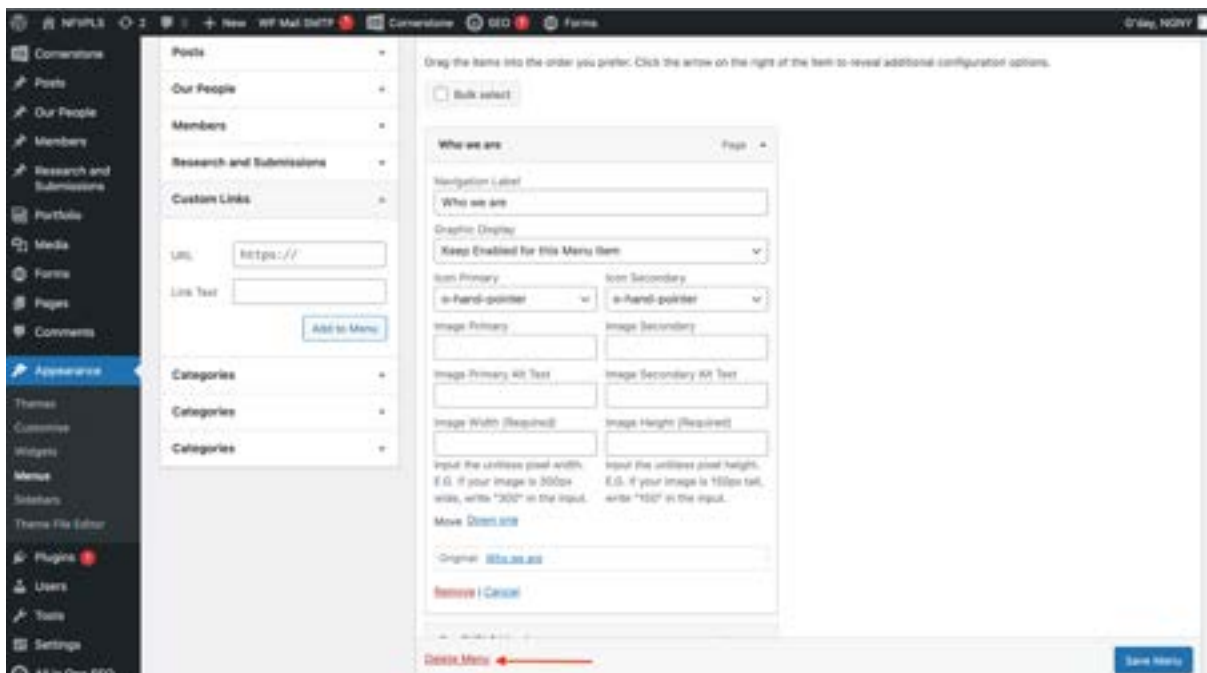 2
+ New
WP Mail SMTP
Cornerstone
SEO
Forms
G'day, NGNY
Cornerstone
Posts
Our People
Members
Research and
Submissions
Portfolio
Media
Forms
Pages
Comments
Appearance
Themes
Customise
Widgets
Menus
Sidebars
Theme File Editor
Plugins
Users
Tools
Settings
All in One SEO
Posts
Our People
Members
Research and Submissions
Custom Links
URL
https://
Link Text
Add to Menu
Categories
Categories
Categories
Drag the items into the order you prefer. Click the arrow on the right of the item to reveal additional configuration options.
Bulk select
Who we are Page
Navigation Label
Who we are
Graphic Display
Keep Enabled for this Menu Item
Icon Primary Icon Secondary
o-hand-pointer o-hand-pointer
Image Primary Image Secondary
Image Primary Alt Text Image Secondary Alt Text
Image Width (Required) Image Height (Required)
Input the unitless pixel width. Input the unitless pixel height.
E.G. If your image is 300px E.G. If your image is 150px tall,
wide, write "300" in the input. write "150" in the input.
Move Down one
Original: Who we are
Remove | Cancel
Delete Menu
Save Menu